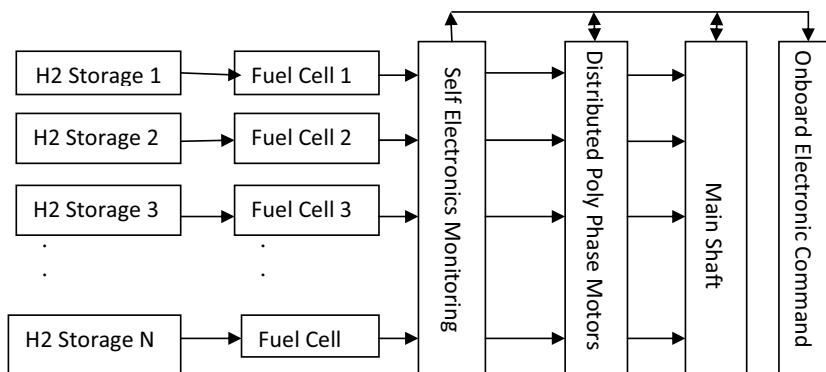 H2 Storage 1
Fuel Cell 1
H2 Storage 2
Fuel Cell 2
H2 Storage 3
Fuel Cell 3
.
.
.
.
H2 Storage N
Fuel Cell
Self Electronics Monitoring
Distributed Poly Phase Motors
Main Shaft
Onboard Electronic Command